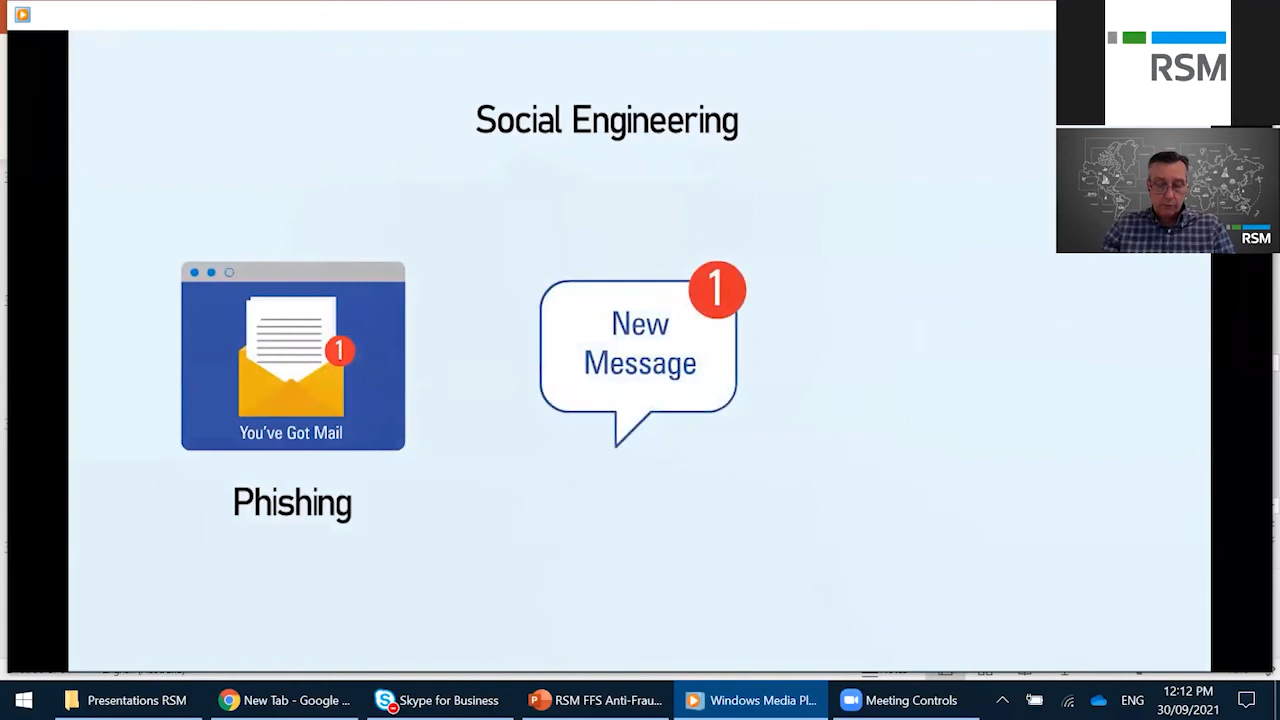 RSM
RSM
Social Engineering
1
New
Message
1
You've Got Mail
Phishing
Presentations RSM
New Tab - Google ...
Skype for Business
RSM FFS Anti-Frau...
Windows Media Pl...
Meeting Controls
ENG
12:12 PM
30/09/2021